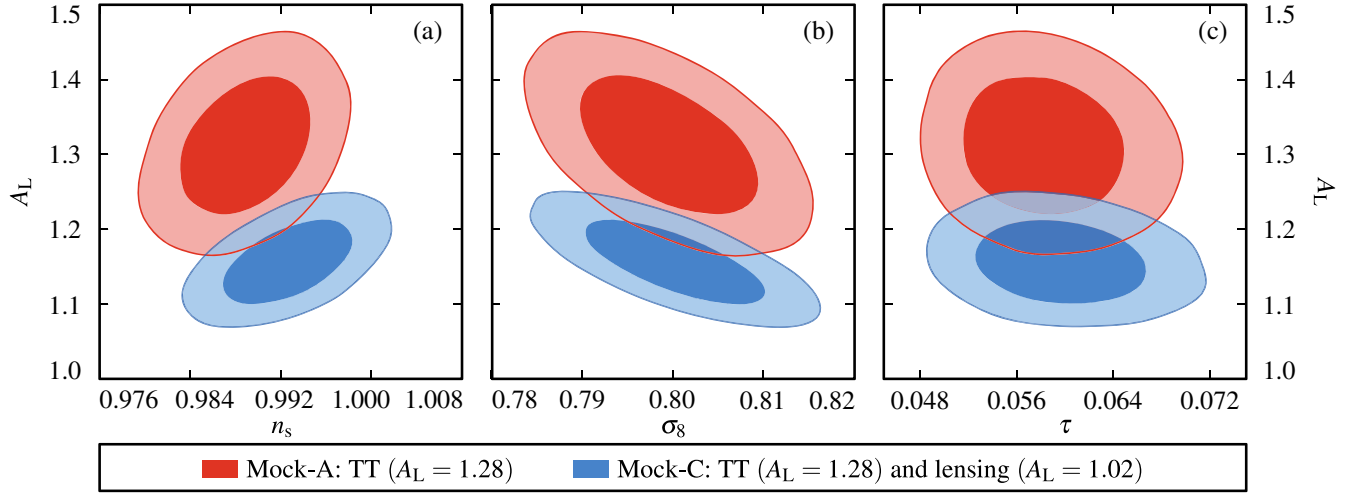 (a) (b) (c)
1.5 1.5
1.4 1.4
1.3 1.3
1.2 1.2
1.1 1.1
1.0 1.0
A_L A_L
0.976 0.984 0.992 1.000 1.008 0.78 0.79 0.80 0.81 0.82 0.048 0.056 0.064 0.072
n_s σ_8 τ
Mock-A: TT (A_L = 1.28) Mock-C: TT (A_L = 1.28) and lensing (A_L = 1.02)